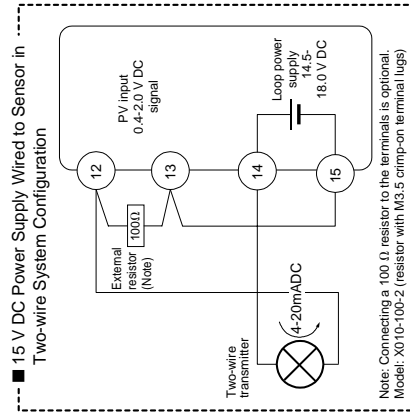 ■ 15 V DC Power Supply Wired to Sensor in
Two-wire System Configuration
12
13
14
15
PV input
0.4-2.0 V DC
signal
Loop power
supply
14.5-
18.0 V DC
External
resistor
(Note)
100Ω
Two-wire
transmitter
4-20mADC
Note: Connecting a 100 Ω resistor to the terminals is optional.
Model: X010-100-2 (resistor with M3.5 crimp-on terminal lugs)